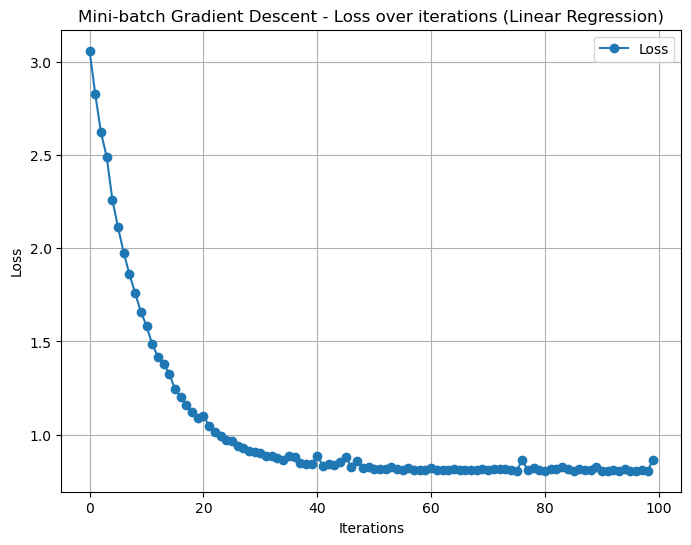 Mini-batch Gradient Descent - Loss over iterations (Linear Regression)
Loss
3.0
2.5
2.0
1.5
1.0
Loss
0
20
40
60
80
100
Iterations